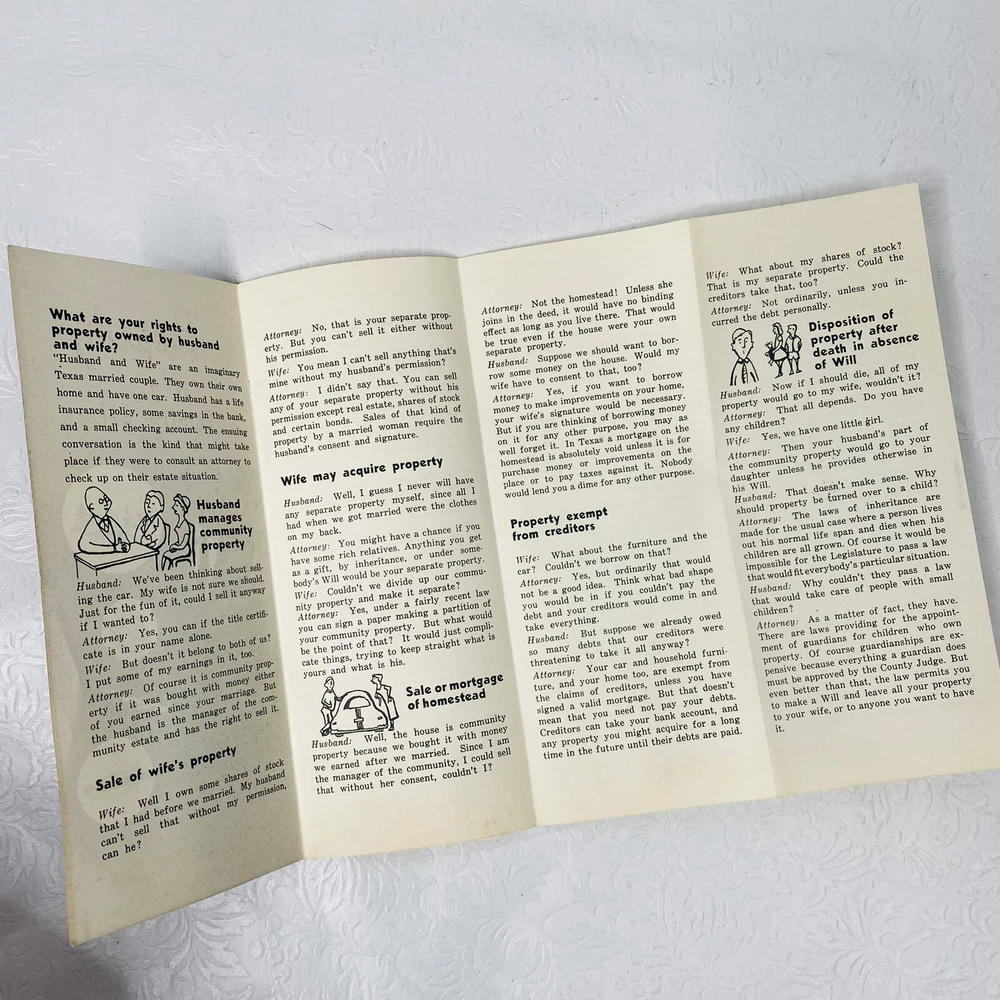 What are your rights to
property owned by husband
and wife?
"Husband and Wife" are an imaginary
Texas married couple. They own their own
home and have one car. Husband has a life
insurance policy, some savings in the bank,
and a small checking account. The ensuing
conversation is the kind that might take
place if they were to consult an attorney to
check up on their estate situation.
Husband
manages
community
property
Husband: We've been thinking about sell-
ing the car. My wife is not sure we should.
Just for the fun of it, could I sell it anyway
if I wanted to?
Attorney: Yes, you can if the title certifi-
cate is in your name alone.
Wife: But doesn't it belong to both of us?
I put some of my earnings in it, too.
Attorney: Of course it is community prop-
erty if it was bought with money either
of you earned since your marriage. But
the husband is the manager of the com-
munity estate and has the right to sell it.
Sale of wife's property
Wife: Well I own some shares of stock
that I had before we married. My husband
can't sell that without my permission,
can he?
Attorney: No, that is your separate prop-
erty. But you can't sell it either without
his permission.
Wife: You mean I can't sell anything that's
mine without my husband's permission?
Attorney: I didn't say that. You can sell
any of your separate property without his
permission except real estate, shares of stock
and certain bonds. Sales of that kind of
property by a married woman require the
husband's consent and signature.
Wife may acquire property
Husband: Well, I guess I never will have
any separate property myself, since all I
had when we got married were the clothes
on my back.
Attorney: You might have a chance if you
have some rich relatives. Anything you get
as a gift, by inheritance, or under some-
body's Will would be your separate property.
Wife: Couldn't we divide up our commu-
nity property and make it separate?
Attorney: Yes, under a fairly recent law
you can sign a paper making a partition of
your community property. But what would
be the point of that? It would just compli-
cate things, trying to keep straight what is
yours and what is his.
Sale or mortgage
of homestead
Husband: Well, the house is community
property because we bought it with money
we earned after we married. Since I am
the manager of the community, I could sell
that without her consent, couldn't I?
Attorney: Not the homestead! Unless she
joins in the deed, it would have no binding
effect as long as you live there. That would
be true even if the house were your own
separate property.
Husband: Suppose we should want to bor-
row some money on the house. Would my
wife have to consent to that, too?
Attorney: Yes, if you want to borrow
money to make improvements on your home,
your wife's signature would be necessary.
But if you are thinking of borrowing money
on it for any other purpose, you may as
well forget it. In Texas a mortgage on the
homestead is absolutely void unless it is for
purchase money or improvements on the
place or to pay taxes against it. Nobody
would lend you a dime for any other purpose.
Property exempt
from creditors
Wife: What about the furniture and the
car? Couldn't we borrow on that?
Attorney: Yes, but ordinarily that would
not be a good idea. Think what bad shape
you would be in if you couldn't pay the
debt and your creditors would come in and
take everything.
Husband: But suppose we already owed
so many debts that our creditors were
threatening to take it all anyway?
Attorney: Your car and household furni-
ture, and your home too, are exempt from
the claims of creditors, unless you have
signed a valid mortgage. But that doesn't
mean that you need not pay your debts.
Creditors can take your bank account, and
any property you might acquire for a long
time in the future until their debts are paid.
Wife: What about my shares of stock?
That is my separate property. Could the
creditors take that, too?
Attorney: Not ordinarily, unless you in-
curred the debt personally.
Disposition of
property after
death in absence
of Will
Husband: Now if I should die, all of my
property would go to my wife, wouldn't it?
Attorney: That all depends. Do you have
any children?
Wife: Yes, we have one little girl.
Attorney: Then your husband's part of
the community property would go to your
daughter unless he provides otherwise in
his Will.
Husband: That doesn't make sense. Why
should property be turned over to a child?
Attorney: The laws of inheritance are
made for the usual case where a person lives
out his normal life span and dies when his
children are all grown. Of course it would be
impossible for the Legislature to pass a law
that would fit everybody's particular situation.
Husband: Why couldn't they pass a law
that would take care of people with small
children?
Attorney: As a matter of fact, they have.
There are laws providing for the appoint-
ment of guardians for children who own
property. Of course guardianships are ex-
pensive because everything a guardian does
must be approved by the County Judge. But
even better than that, the law permits you
to make a Will and leave all your property
to your wife, or to anyone you want to have
it.